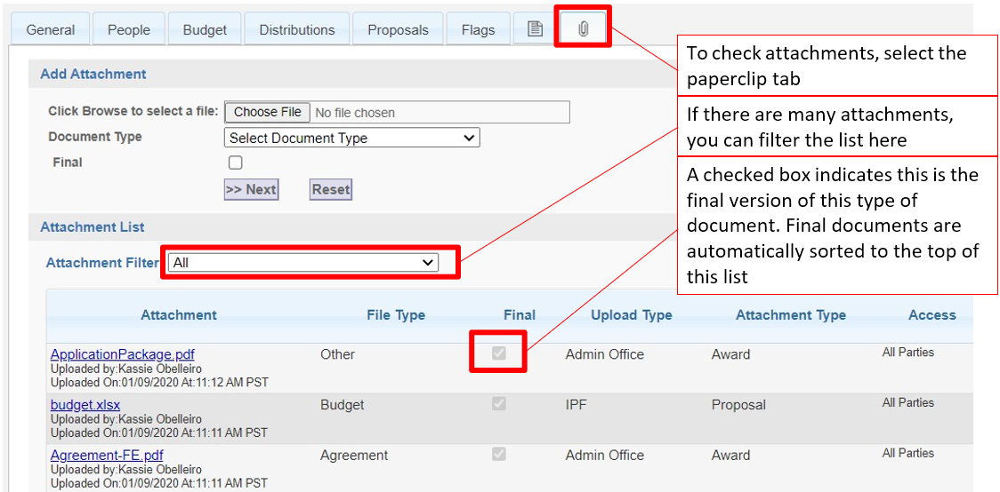 General People Budget Distributions Proposals Flags
To check attachments, select the
paperclip tab
If there are many attachments,
you can filter the list here
A checked box indicates this is the
final version of this type of
document. Final documents are
automatically sorted to the top of
this list
Add Attachment
Click Browse to select a file: Choose File No file chosen
Document Type Select Document Type
Final
>> Next Reset
Attachment List
Attachment Filter All
Attachment File Type Final Upload Type Attachment Type Access
ApplicationPackage.pdf Other Admin Office Award All Parties
Uploaded by:Kassie Obelleiro
Uploaded On:01/09/2020 At:11:12 AM PST
budget.xlsx Budget IPF Proposal All Parties
Uploaded by:Kassie Obelleiro
Uploaded On:01/09/2020 At:11:11 AM PST
Agreement-FE.pdf Agreement Admin Office Award All Parties
Uploaded by:Kassie Obelleiro
Uploaded On:01/09/2020 At:11:11 AM PST